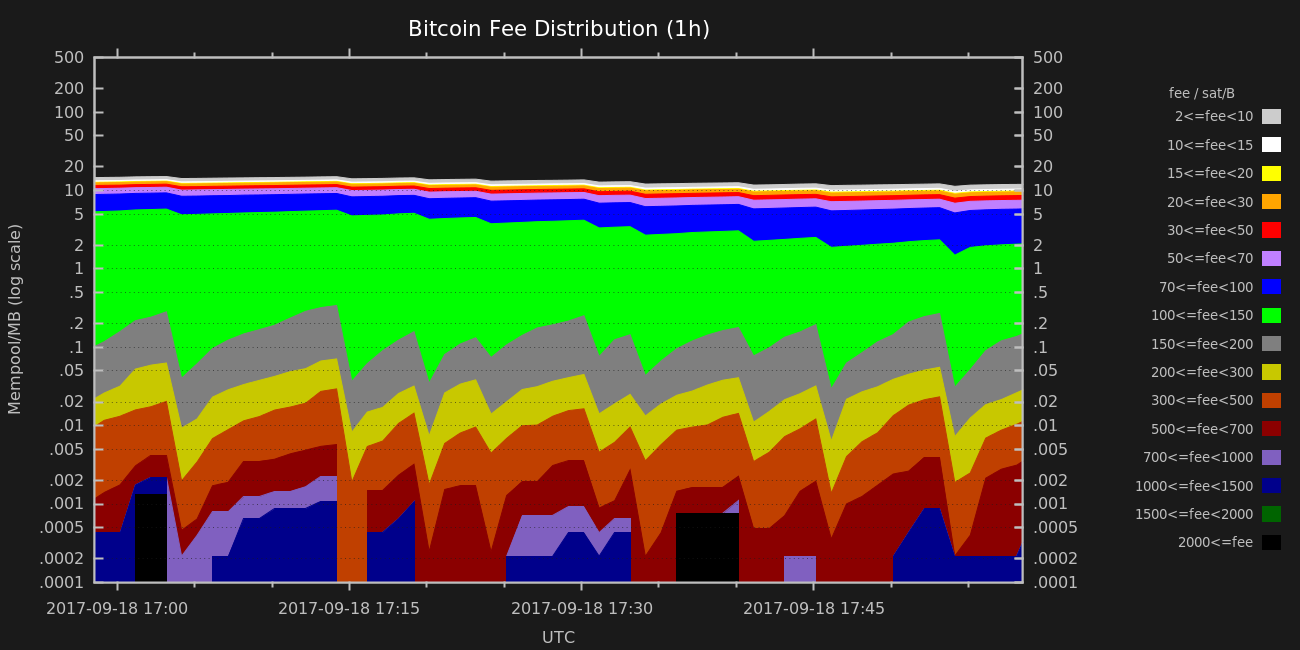 Bitcoin Fee Distribution (1h)
500
200
100
50
20
10
5
2
1
.5
.2
.1
.05
.02
.01
.005
.002
.001
.0005
.0002
.0001
Mempool/MB (log scale)
500
200
100
50
20
10
5
2
1
.5
.2
.1
.05
.02
.01
.005
.002
.001
.0005
.0002
.0001
2017-09-18 17:00
2017-09-18 17:15
2017-09-18 17:30
2017-09-18 17:45
UTC
fee / sat/B
2<=fee<10
10<=fee<15
15<=fee<20
20<=fee<30
30<=fee<50
50<=fee<70
70<=fee<100
100<=fee<150
150<=fee<200
200<=fee<300
300<=fee<500
500<=fee<700
700<=fee<1000
1000<=fee<1500
1500<=fee<2000
2000<=fee